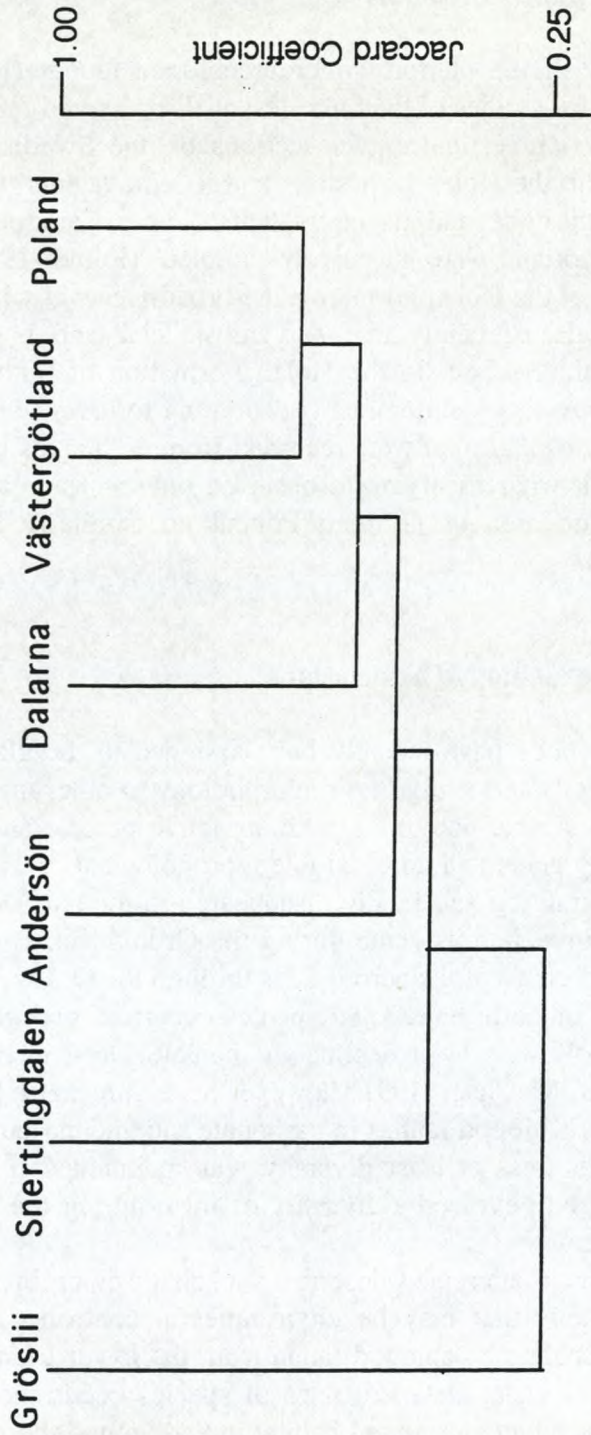 Gröslii
Snertingdalen
Andersön
Dalarna
Västergötland
Poland
1.00
Jaccard Coefficient
0.25